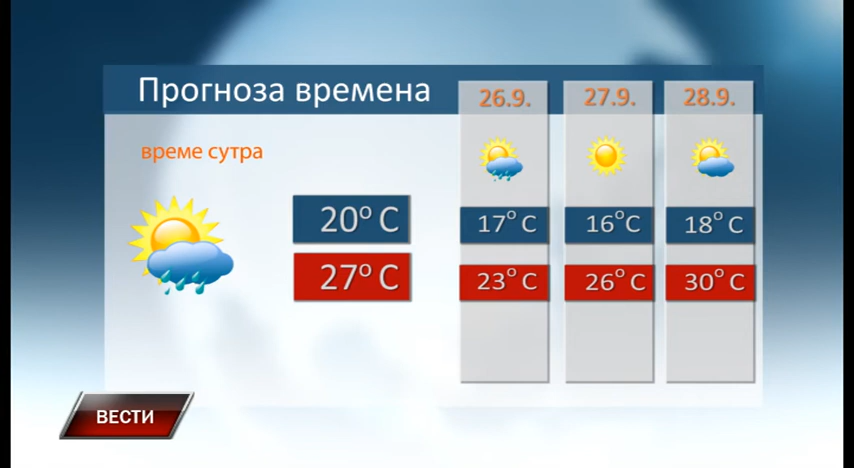 Прогноза времена
време сутра
20° C
27° C
26.9.
17° C
23° C
27.9.
16°C
26° C
28.9.
18° C
30° C
ВЕСТИ